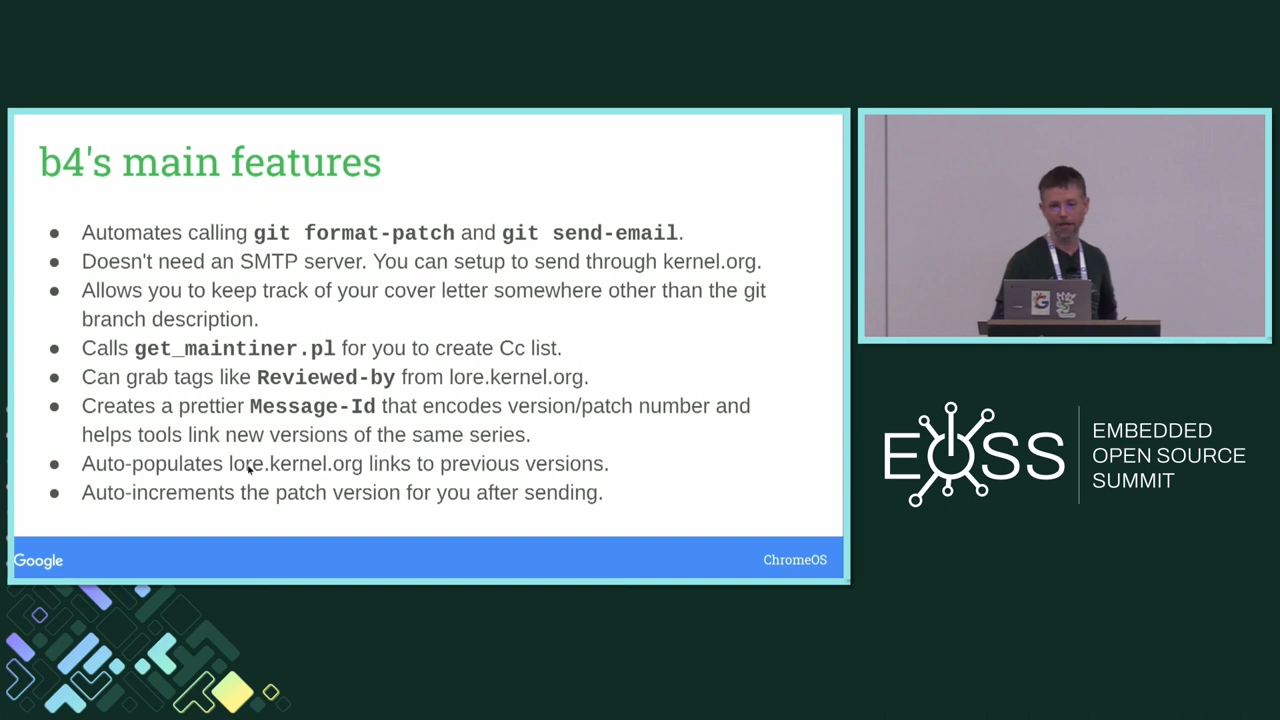 b4's main features
● Automates calling git format-patch and git send-email.
● Doesn't need an SMTP server. You can setup to send through kernel.org.
● Allows you to keep track of your cover letter somewhere other than the git
branch description.
● Calls get_maintiner.pl for you to create Cc list.
● Can grab tags like Reviewed-by from lore.kernel.org.
● Creates a prettier Message-Id that encodes version/patch number and
helps tools link new versions of the same series.
● Auto-populates lore.kernel.org links to previous versions.
● Auto-increments the patch version for you after sending.
Google
ChromeOS
EOSS
EMBEDDED
OPEN SOURCE
SUMMIT